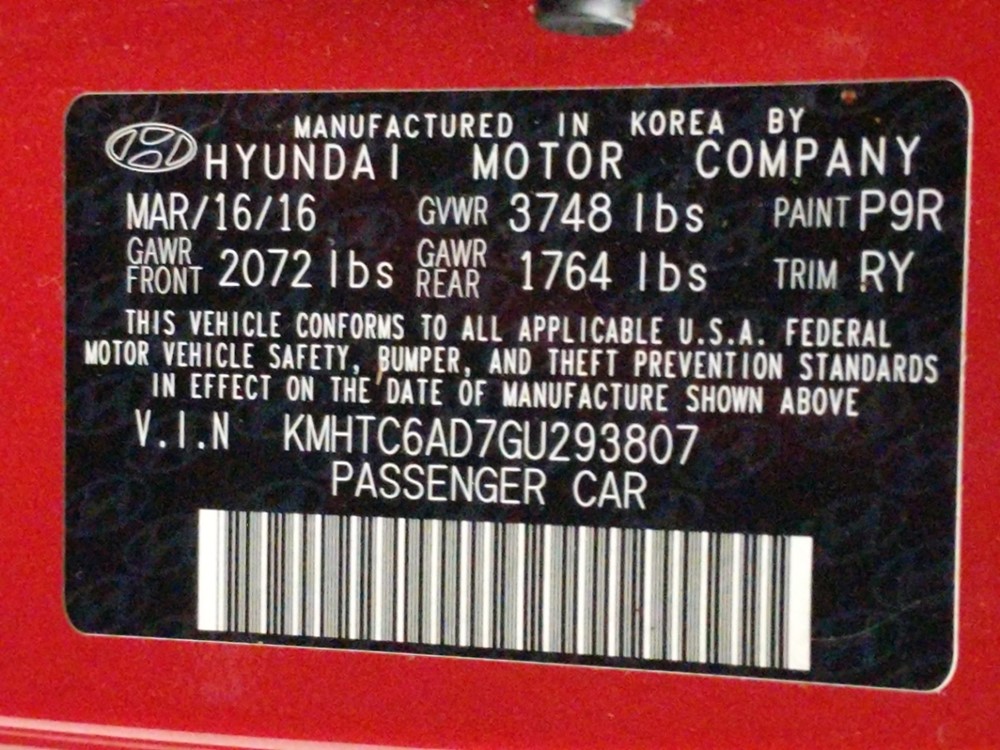 MANUFACTURED IN KOREA BY
HYUNDAI MOTOR COMPANY
MAR/16/16 GVWR 3748 lbs PAINT P9R
GAWR FRONT 2072 lbs GAWR REAR 1764 lbs TRIM RY
THIS VEHICLE CONFORMS TO ALL APPLICABLE U.S.A. FEDERAL
MOTOR VEHICLE SAFETY, BUMPER, AND THEFT PREVENTION STANDARDS
IN EFFECT ON THE DATE OF MANUFACTURE SHOWN ABOVE
V.I.N KMHTC6AD7GU293807
PASSENGER CAR